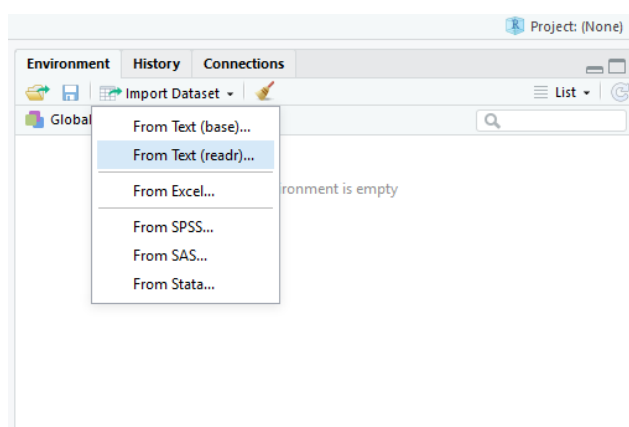 Project: (None)
Environment History Connections
Import Dataset List
Global
From Text (base)...
From Text (readr)...
From Excel... ironment is empty
From SPSS...
From SAS...
From Stata...